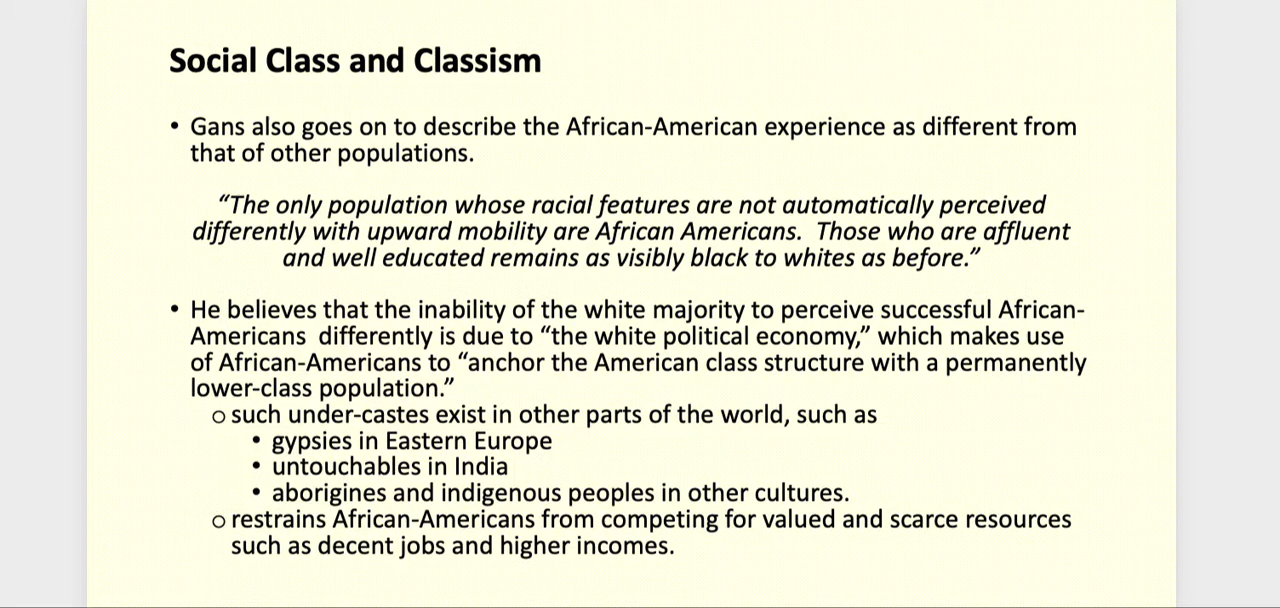 Social Class and Classism
• Gans also goes on to describe the African-American experience as different from
that of other populations.
“The only population whose racial features are not automatically perceived
differently with upward mobility are African Americans.  Those who are affluent
and well educated remains as visibly black to whites as before.”
• He believes that the inability of the white majority to perceive successful African-
Americans  differently is due to “the white political economy,” which makes use
of African-Americans to “anchor the American class structure with a permanently
lower-class population.”
o such under-castes exist in other parts of the world, such as
• gypsies in Eastern Europe
• untouchables in India
• aborigines and indigenous peoples in other cultures.
o restrains African-Americans from competing for valued and scarce resources
such as decent jobs and higher incomes.